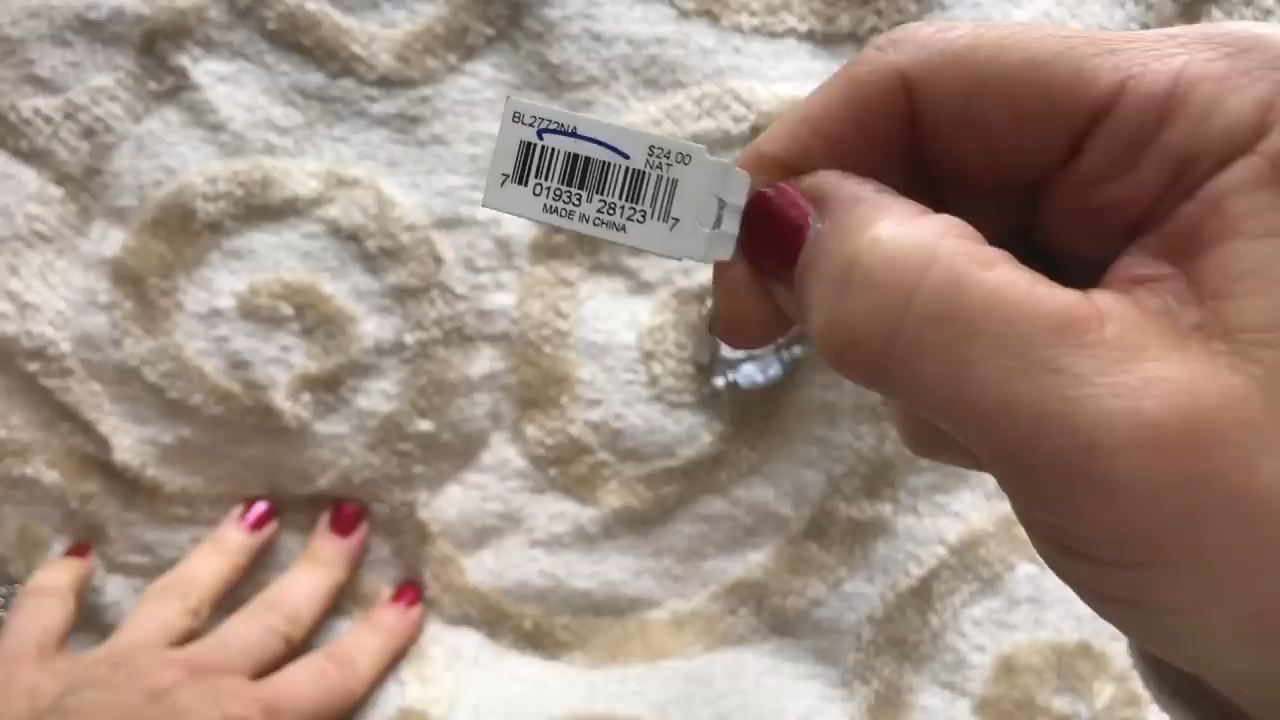 BL2772NA
$24.00
NAT
7 01933 28123 7
MADE IN CHINA